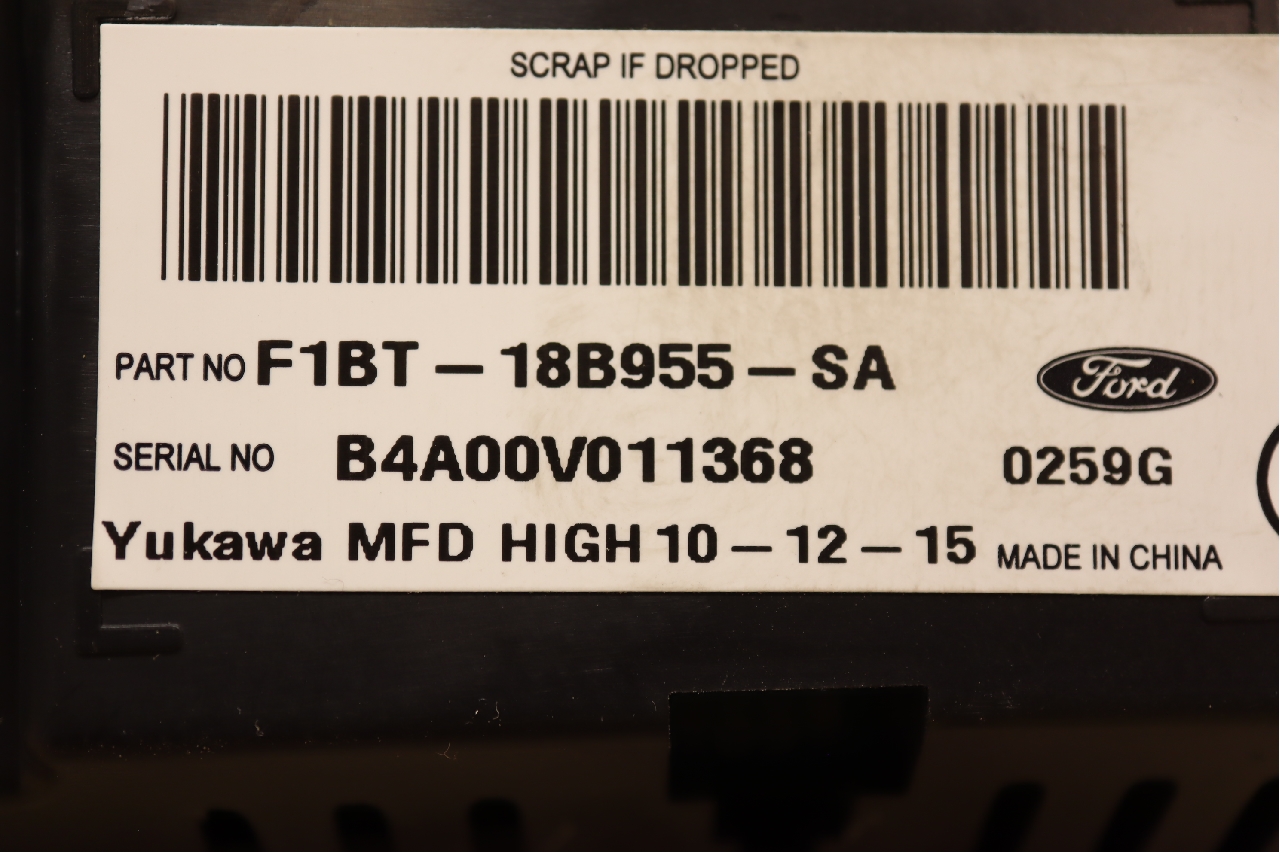 SCRAP IF DROPPED
PART NO F1BT – 18B955 – SA Ford
SERIAL NO B4A00V011368 0259G
Yukawa MFD HIGH 10 – 12 – 15 MADE IN CHINA